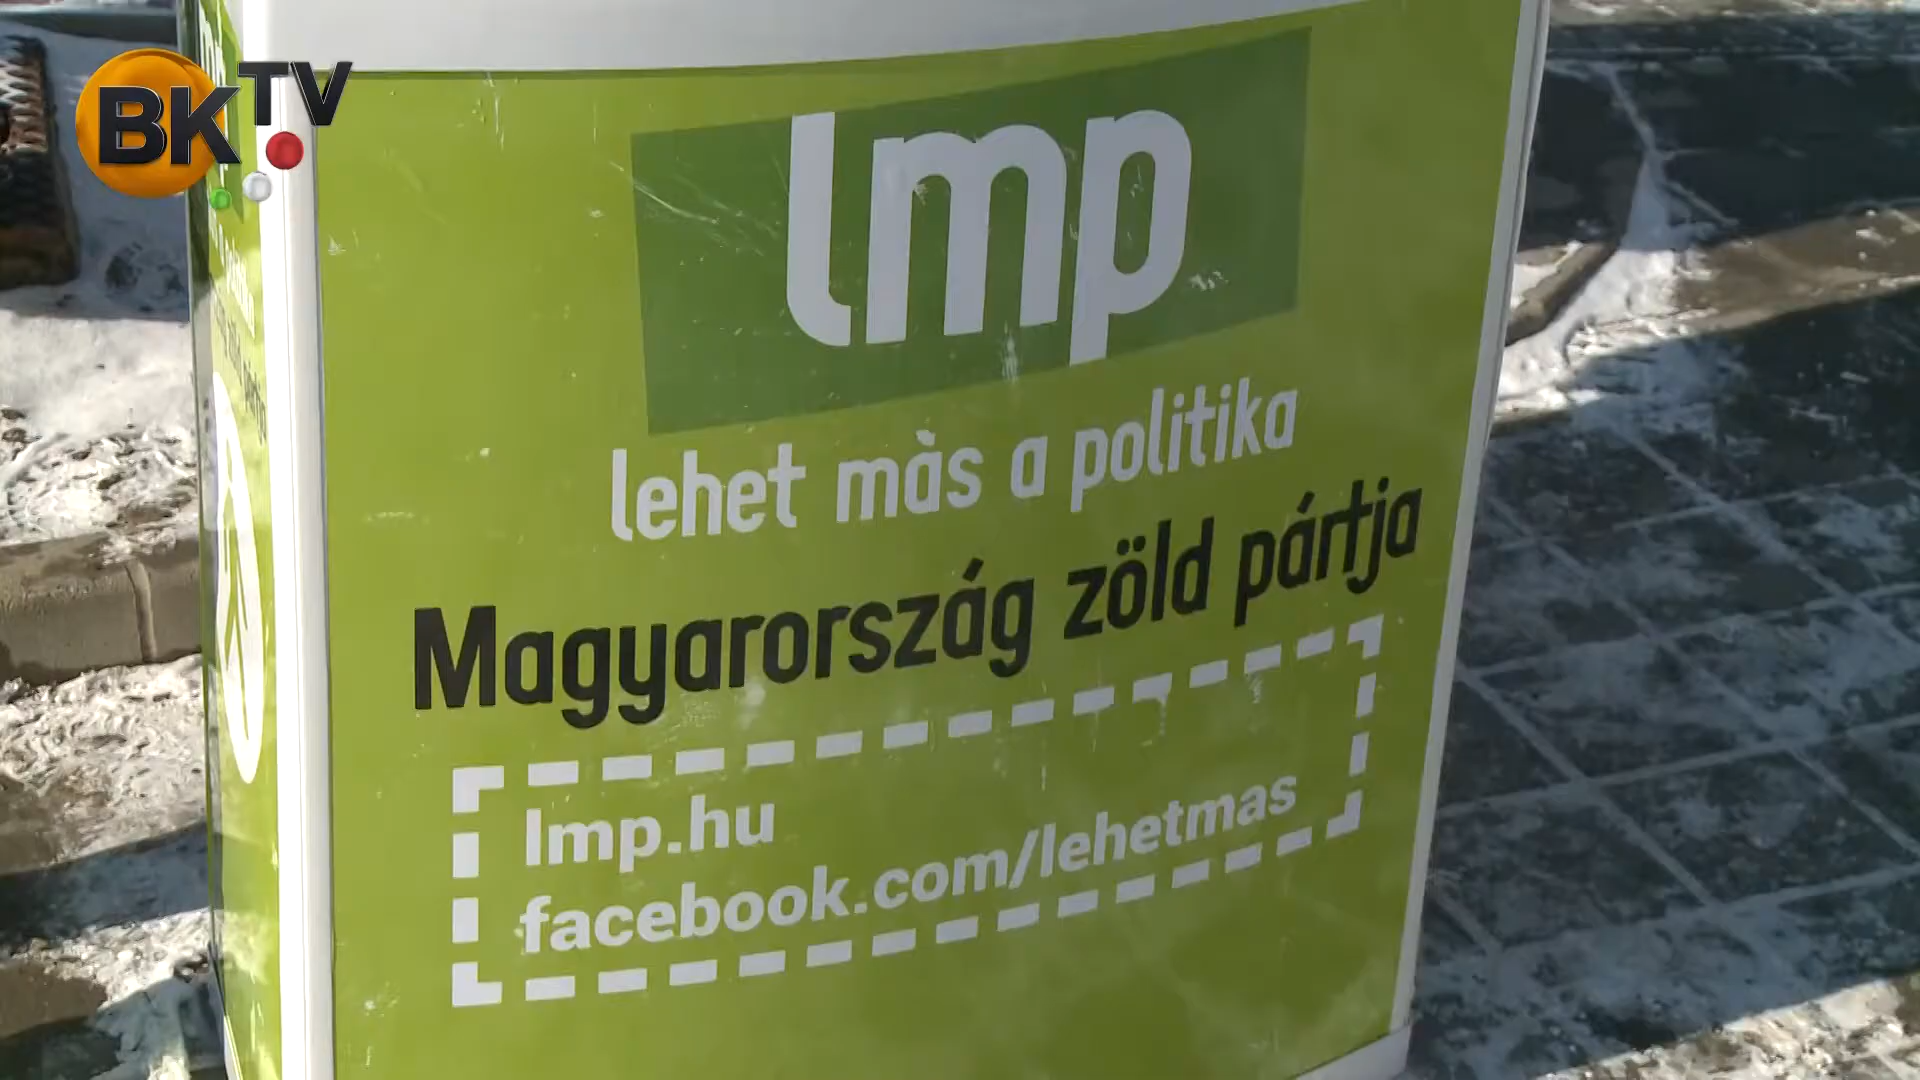 BKTV
lmp
lehet màs a politika
Magyarország zöld pártja
lmp.hu
facebook.com/lehetmas